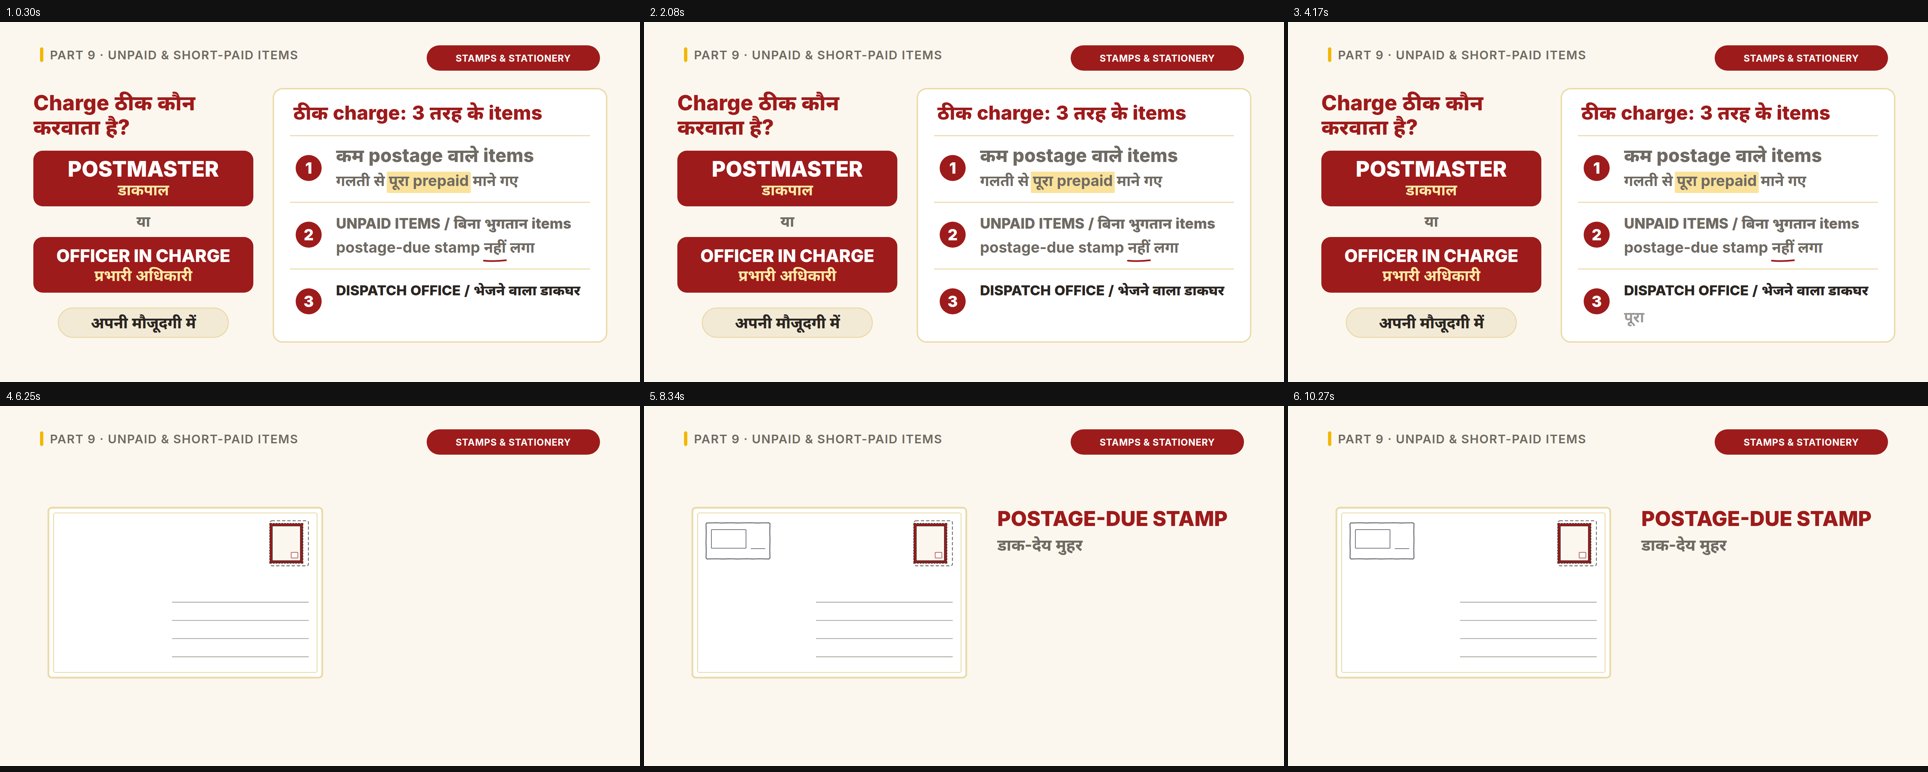 1. 0.30s
PART 9 · UNPAID & SHORT-PAID ITEMS
STAMPS & STATIONERY
Charge ठीक कौन
करवाता है?
POSTMASTER
डाकपाल
या
OFFICER IN CHARGE
प्रभारी अधिकारी
अपनी मौजूदगी में
ठीक charge: 3 तरह के items
1
कम postage वाले items
गलती से पूरा prepaid माने गए
2
UNPAID ITEMS / बिना भुगतान items
postage-due stamp नहीं लगा
3
DISPATCH OFFICE / भेजने वाला डाकघर
2. 2.08s
PART 9 · UNPAID & SHORT-PAID ITEMS
STAMPS & STATIONERY
Charge ठीक कौन
करवाता है?
POSTMASTER
डाकपाल
या
OFFICER IN CHARGE
प्रभारी अधिकारी
अपनी मौजूदगी में
ठीक charge: 3 तरह के items
1
कम postage वाले items
गलती से पूरा prepaid माने गए
2
UNPAID ITEMS / बिना भुगतान items
postage-due stamp नहीं लगा
3
DISPATCH OFFICE / भेजने वाला डाकघर
3. 4.17s
PART 9 · UNPAID & SHORT-PAID ITEMS
STAMPS & STATIONERY
Charge ठीक कौन
करवाता है?
POSTMASTER
डाकपाल
या
OFFICER IN CHARGE
प्रभारी अधिकारी
अपनी मौजूदगी में
ठीक charge: 3 तरह के items
1
कम postage वाले items
गलती से पूरा prepaid माने गए
2
UNPAID ITEMS / बिना भुगतान items
postage-due stamp नहीं लगा
3
DISPATCH OFFICE / भेजने वाला डाकघर
पूरा
4. 6.25s
PART 9 · UNPAID & SHORT-PAID ITEMS
STAMPS & STATIONERY
5. 8.34s
PART 9 · UNPAID & SHORT-PAID ITEMS
STAMPS & STATIONERY
POSTAGE-DUE STAMP
डाक-देय मुहर
6. 10.27s
PART 9 · UNPAID & SHORT-PAID ITEMS
STAMPS & STATIONERY
POSTAGE-DUE STAMP
डाक-देय मुहर